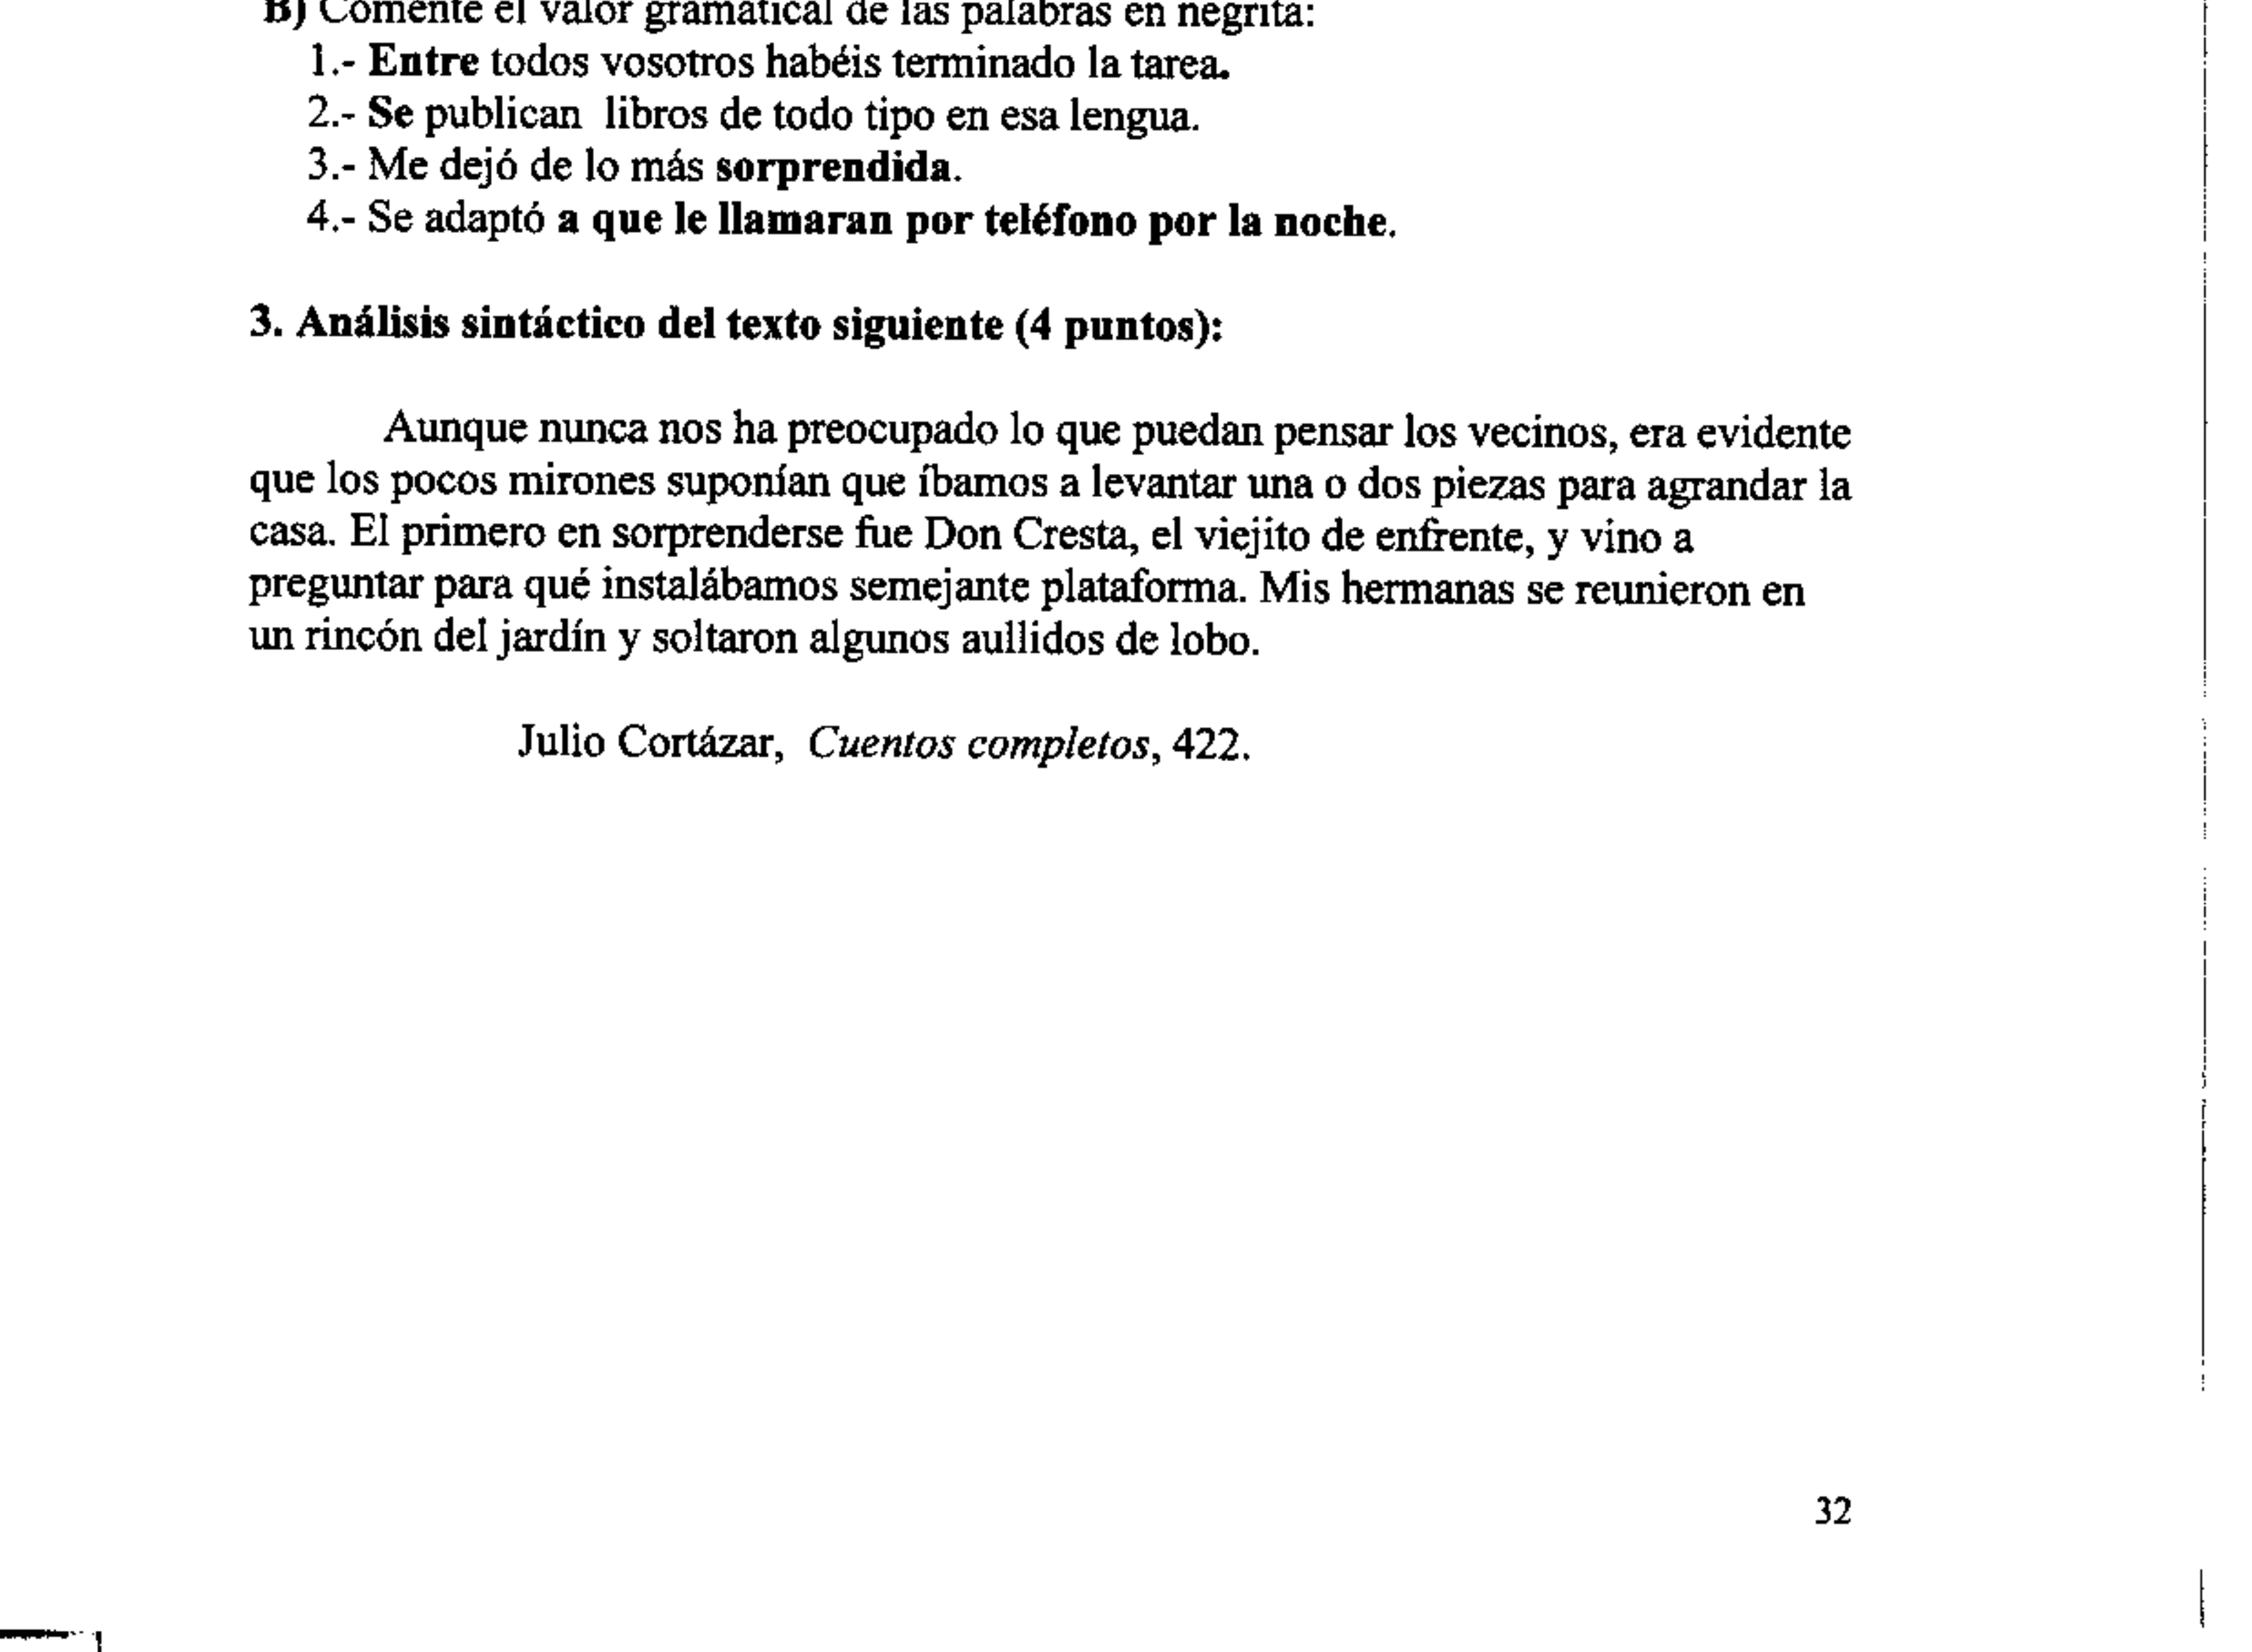 B) Comente el valor gramatical de las palabras en negrita:
1.- Entre todos vosotros habéis terminado la tarea.
2.- Se publican libros de todo tipo en esa lengua.
3.- Me dejó de lo más sorprendida.
4.- Se adaptó a que le llamaran por teléfono por la noche.
3. Análisis sintáctico del texto siguiente (4 puntos):
Aunque nunca nos ha preocupado lo que puedan pensar los vecinos, era evidente
que los pocos mirones suponían que íbamos a levantar una o dos piezas para agrandar la
casa. El primero en sorprenderse fue Don Cresta, el viejito de enfrente, y vino a
preguntar para qué instalábamos semejante plataforma. Mis hermanas se reunieron en
un rincón del jardín y soltaron algunos aullidos de lobo.
Julio Cortázar, Cuentos completos, 422.
32